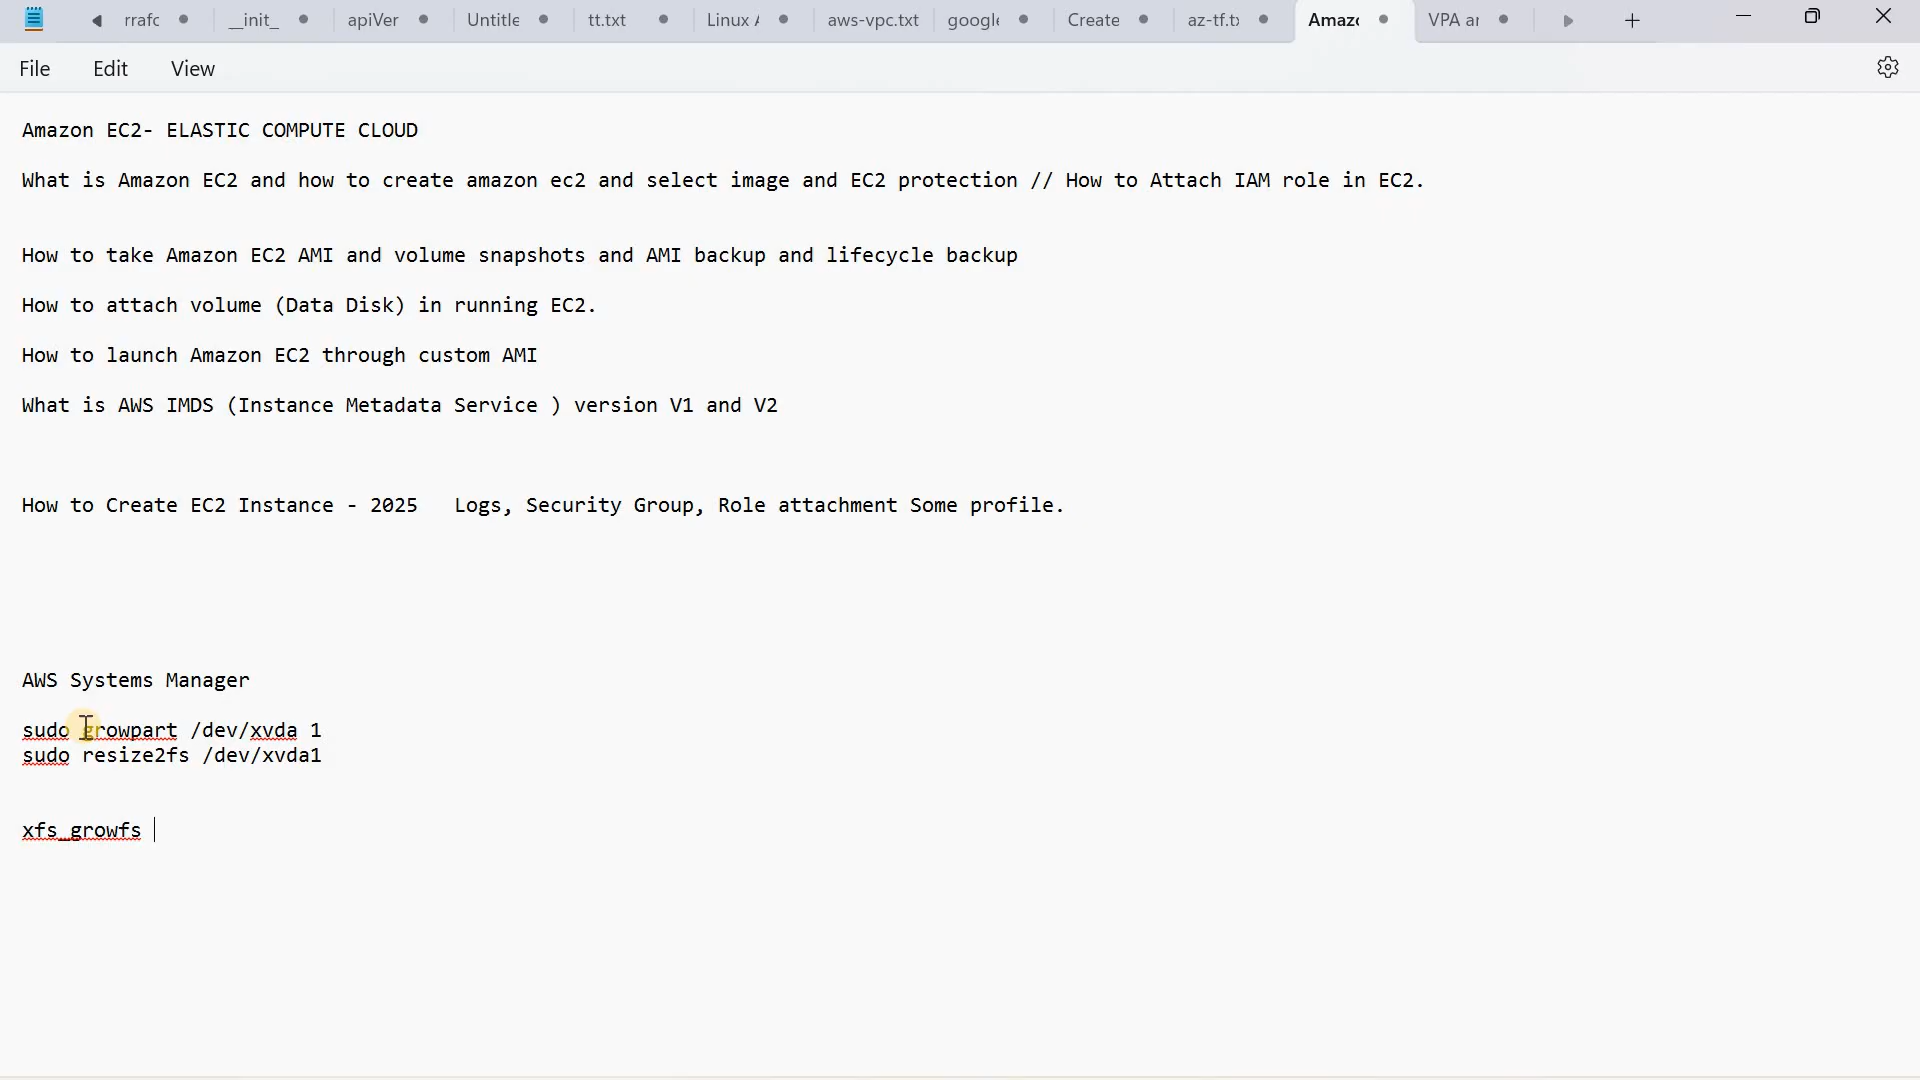 rrafc
__init_
apiVer
Untitle
tt.txt
Linux
aws-vpc.txt
google
Create
az-tf.t
Amazo
VPA ar
File Edit View
Amazon EC2- ELASTIC COMPUTE CLOUD
What is Amazon EC2 and how to create amazon ec2 and select image and EC2 protection // How to Attach IAM role in EC2.
How to take Amazon EC2 AMI and volume snapshots and AMI backup and lifecycle backup
How to attach volume (Data Disk) in running EC2.
How to launch Amazon EC2 through custom AMI
What is AWS IMDS (Instance Metadata Service ) version V1 and V2
How to Create EC2 Instance - 2025   Logs, Security Group, Role attachment Some profile.
AWS Systems Manager
sudo growpart /dev/xvda 1
sudo resize2fs /dev/xvda1
xfs_growfs